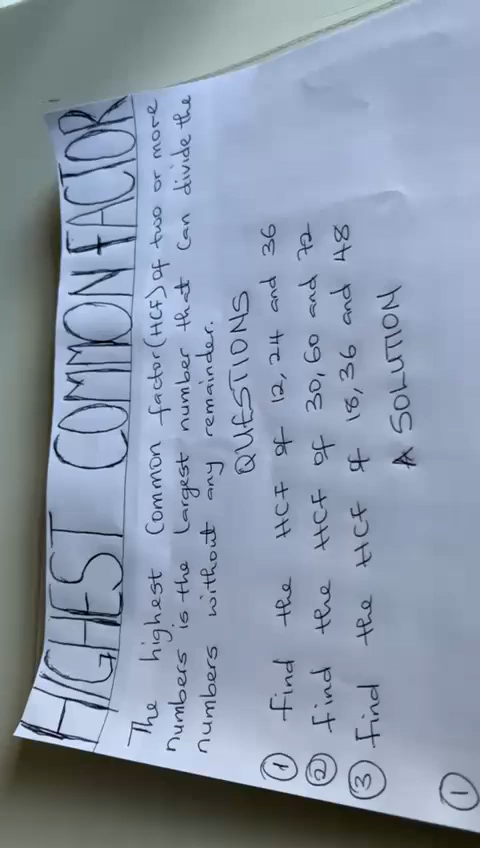 HIGHEST COMMON FACTOR
The highest Common factor (HCF) of two or more
numbers is the largest number that can divide the
numbers without any remainder.
QUESTIONS
① find the HCF of 12, 24 and 36
② find the HCF of 30, 60 and 72
③ find the HCF of 18, 36 and 48
A SOLUTION
①